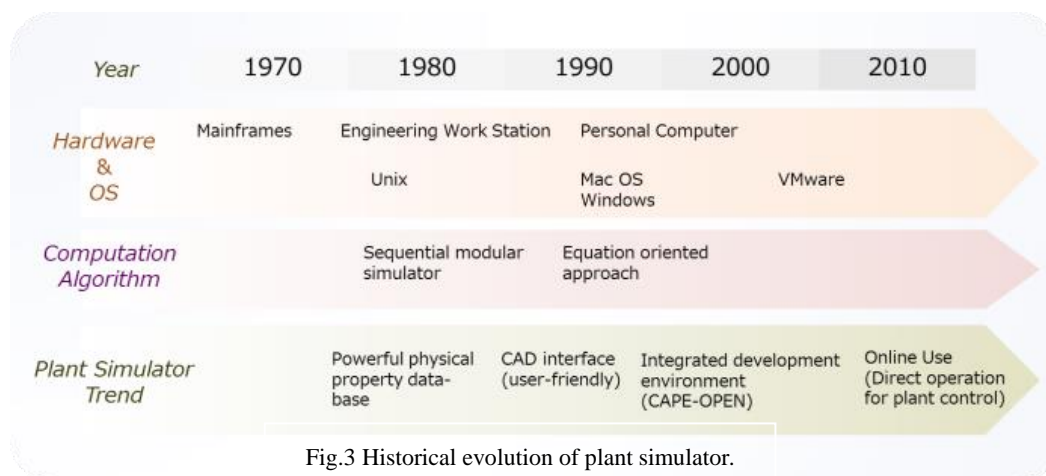 Year 1970 1980 1990 2000 2010
Hardware
&
OS
Mainframes Engineering Work Station Personal Computer
Unix Mac OS VMware
Windows
Computation
Algorithm
Sequential modular
simulator
Equation oriented
approach
Plant Simulator
Trend
Powerful physical
property data-
base
CAD interface
(user-friendly)
Integrated development
environment
(CAPE-OPEN)
Online Use
(Direct operation
for plant control)
Fig.3 Historical evolution of plant simulator.